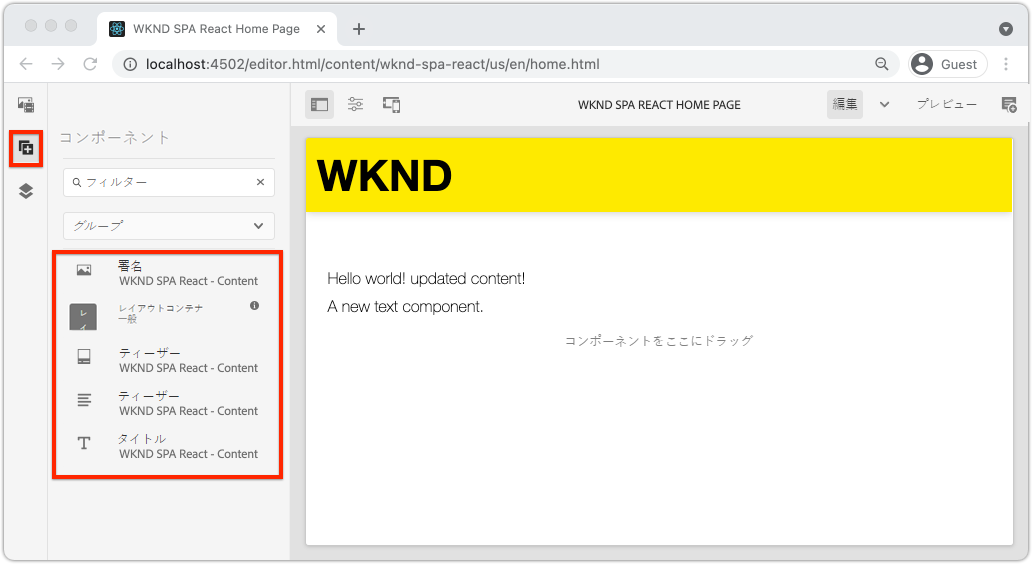 WKND SPA React Home Page
localhost:4502/editor.html/content/wknd-spa-react/us/en/home.html
Guest
WKND SPA REACT HOME PAGE
編集
プレビュー
コンポーネント
フィルター
グループ
署名
WKND SPA React - Content
レイ
レイアウトコンテナ
一般
ティーザー
WKND SPA React - Content
ティーザー
WKND SPA React - Content
タイトル
WKND SPA React - Content
WKND
Hello world! updated content!
A new text component.
コンポーネントをここにドラッグ